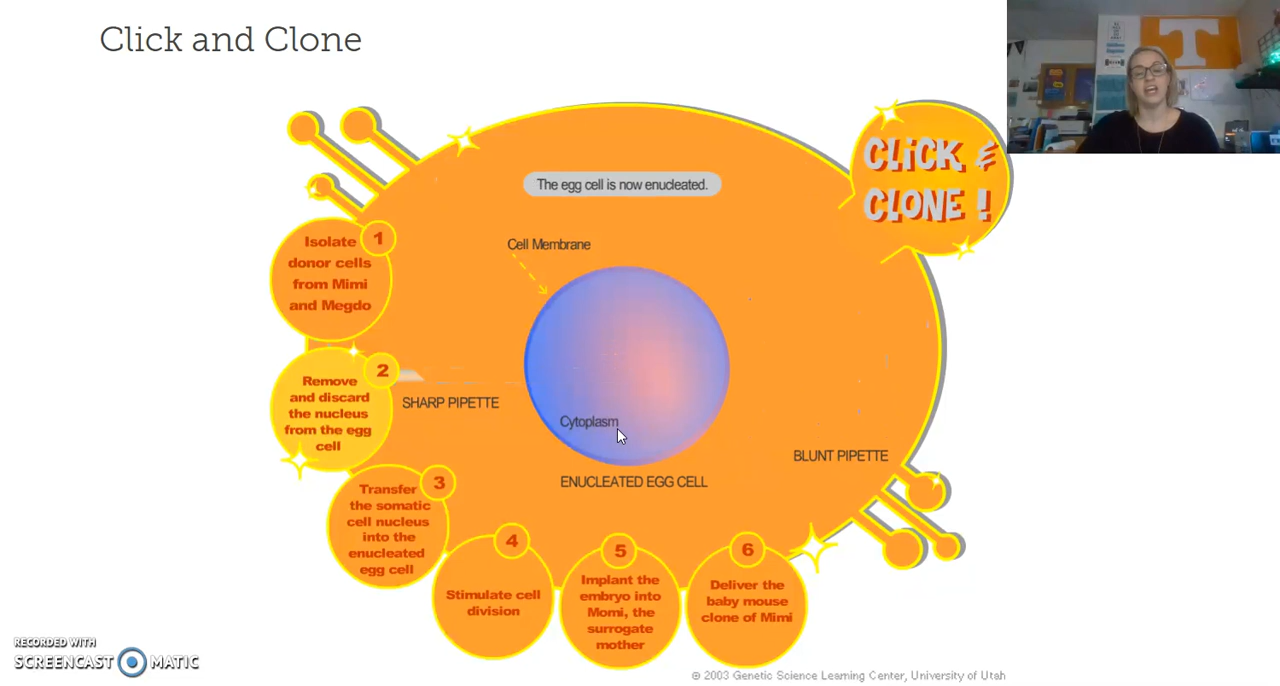 Click and Clone
T
CLICK &
CLONE !
The egg cell is now enucleated.
Cell Membrane
1
Isolate
donor cells
from Mimi
and Megdo
2
Remove
and discard
the nucleus
from the egg
cell
SHARP PIPETTE
Cytoplasm
ENUCLEATED EGG CELL
BLUNT PIPETTE
3
Transfer
the somatic
cell nucleus
into the
enucleated
egg cell
4
Stimulate cell
division
5
Implant the
embryo into
Momi, the
surrogate
mother
6
Deliver the
baby mouse
clone of Mimi
RECORDED WITH
SCREENCAST MATIC
© 2003 Genetic Science Learning Center, University of Utah